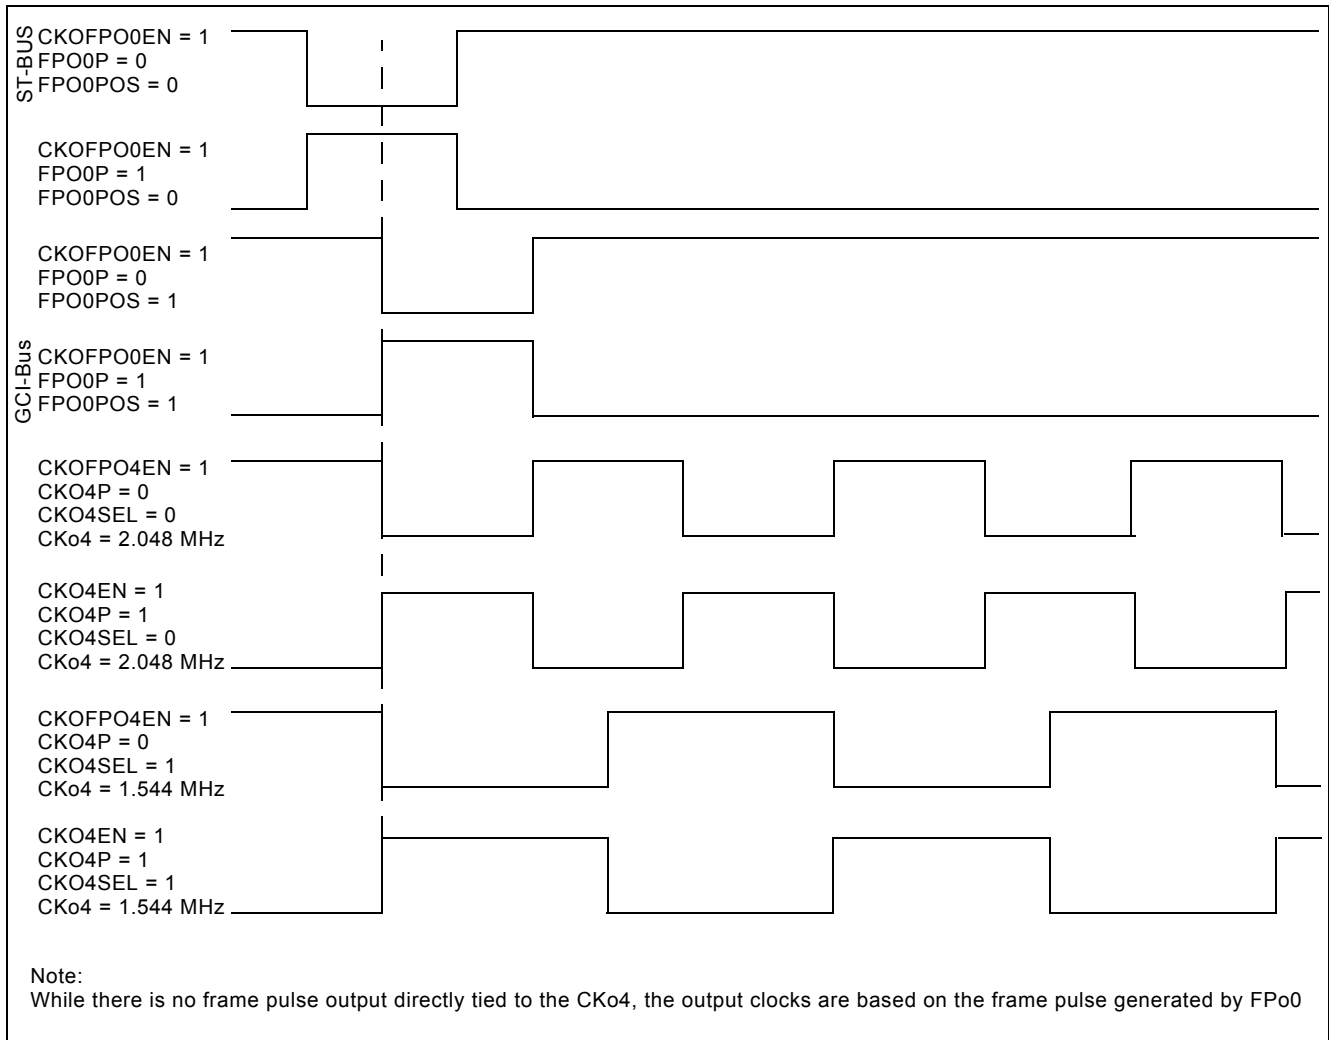 ST-BUS
CKOFPO0EN = 1
FPO0P = 0
FPO0POS = 0
CKOFPO0EN = 1
FPO0P = 1
FPO0POS = 0
CKOFPO0EN = 1
FPO0P = 0
FPO0POS = 1
GCI-Bus
CKOFPO0EN = 1
FPO0P = 1
FPO0POS = 1
CKOFPO4EN = 1
CKO4P = 0
CKO4SEL = 0
CKo4 = 2.048 MHz
CKO4EN = 1
CKO4P = 1
CKO4SEL = 0
CKo4 = 2.048 MHz
CKOFPO4EN = 1
CKO4P = 0
CKO4SEL = 1
CKo4 = 1.544 MHz
CKO4EN = 1
CKO4P = 1
CKO4SEL = 1
CKo4 = 1.544 MHz
Note:
While there is no frame pulse output directly tied to the CKo4, the output clocks are based on the frame pulse generated by FPo0